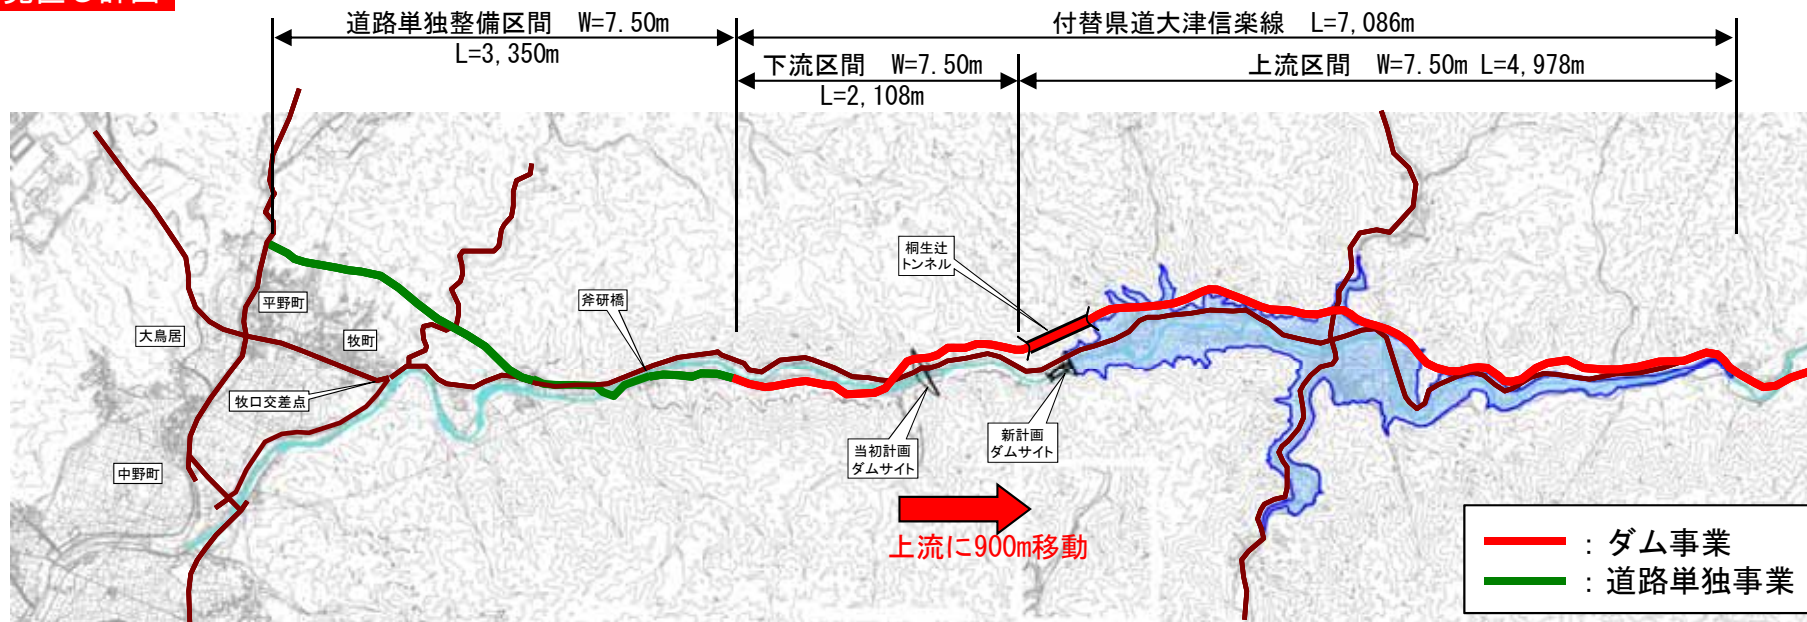 道路単独整備区間 W=7.50m
L=3,350m
付替県道大津信楽線 L=7,086m
下流区間 W=7.50m
L=2,108m
上流区間 W=7.50m L=4,978m
桐生辻
トンネル
斧研橋
平野町
大鳥居
牧町
牧口交差点
中野町
当初計画
ダムサイト
新計画
ダムサイト
上流に900m移動
：ダム事業
：道路単独事業